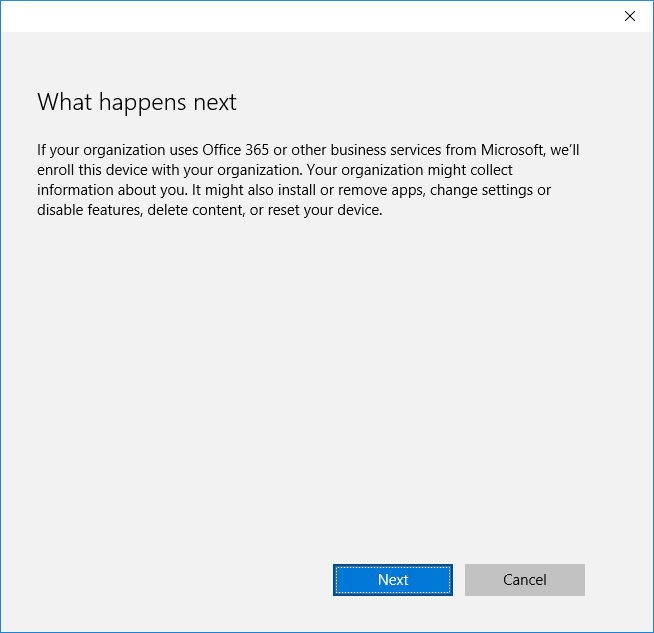 What happens next
If your organization uses Office 365 or other business services from Microsoft, we’ll
enroll this device with your organization. Your organization might collect
information about you. It might also install or remove apps, change settings or
disable features, delete content, or reset your device.
Next
Cancel